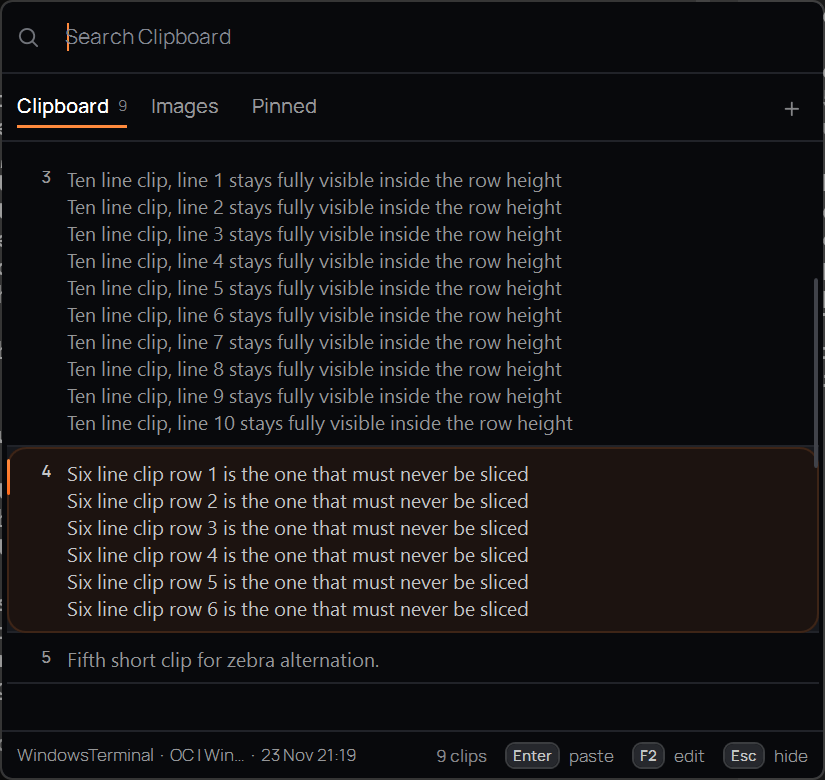 Search Clipboard
Clipboard 9 Images Pinned
3 Ten line clip, line 1 stays fully visible inside the row height
Ten line clip, line 2 stays fully visible inside the row height
Ten line clip, line 3 stays fully visible inside the row height
Ten line clip, line 4 stays fully visible inside the row height
Ten line clip, line 5 stays fully visible inside the row height
Ten line clip, line 6 stays fully visible inside the row height
Ten line clip, line 7 stays fully visible inside the row height
Ten line clip, line 8 stays fully visible inside the row height
Ten line clip, line 9 stays fully visible inside the row height
Ten line clip, line 10 stays fully visible inside the row height
4 Six line clip row 1 is the one that must never be sliced
Six line clip row 2 is the one that must never be sliced
Six line clip row 3 is the one that must never be sliced
Six line clip row 4 is the one that must never be sliced
Six line clip row 5 is the one that must never be sliced
Six line clip row 6 is the one that must never be sliced
5 Fifth short clip for zebra alternation.
WindowsTerminal · OC | Win... · 23 Nov 21:19 9 clips Enter paste F2 edit Esc hide